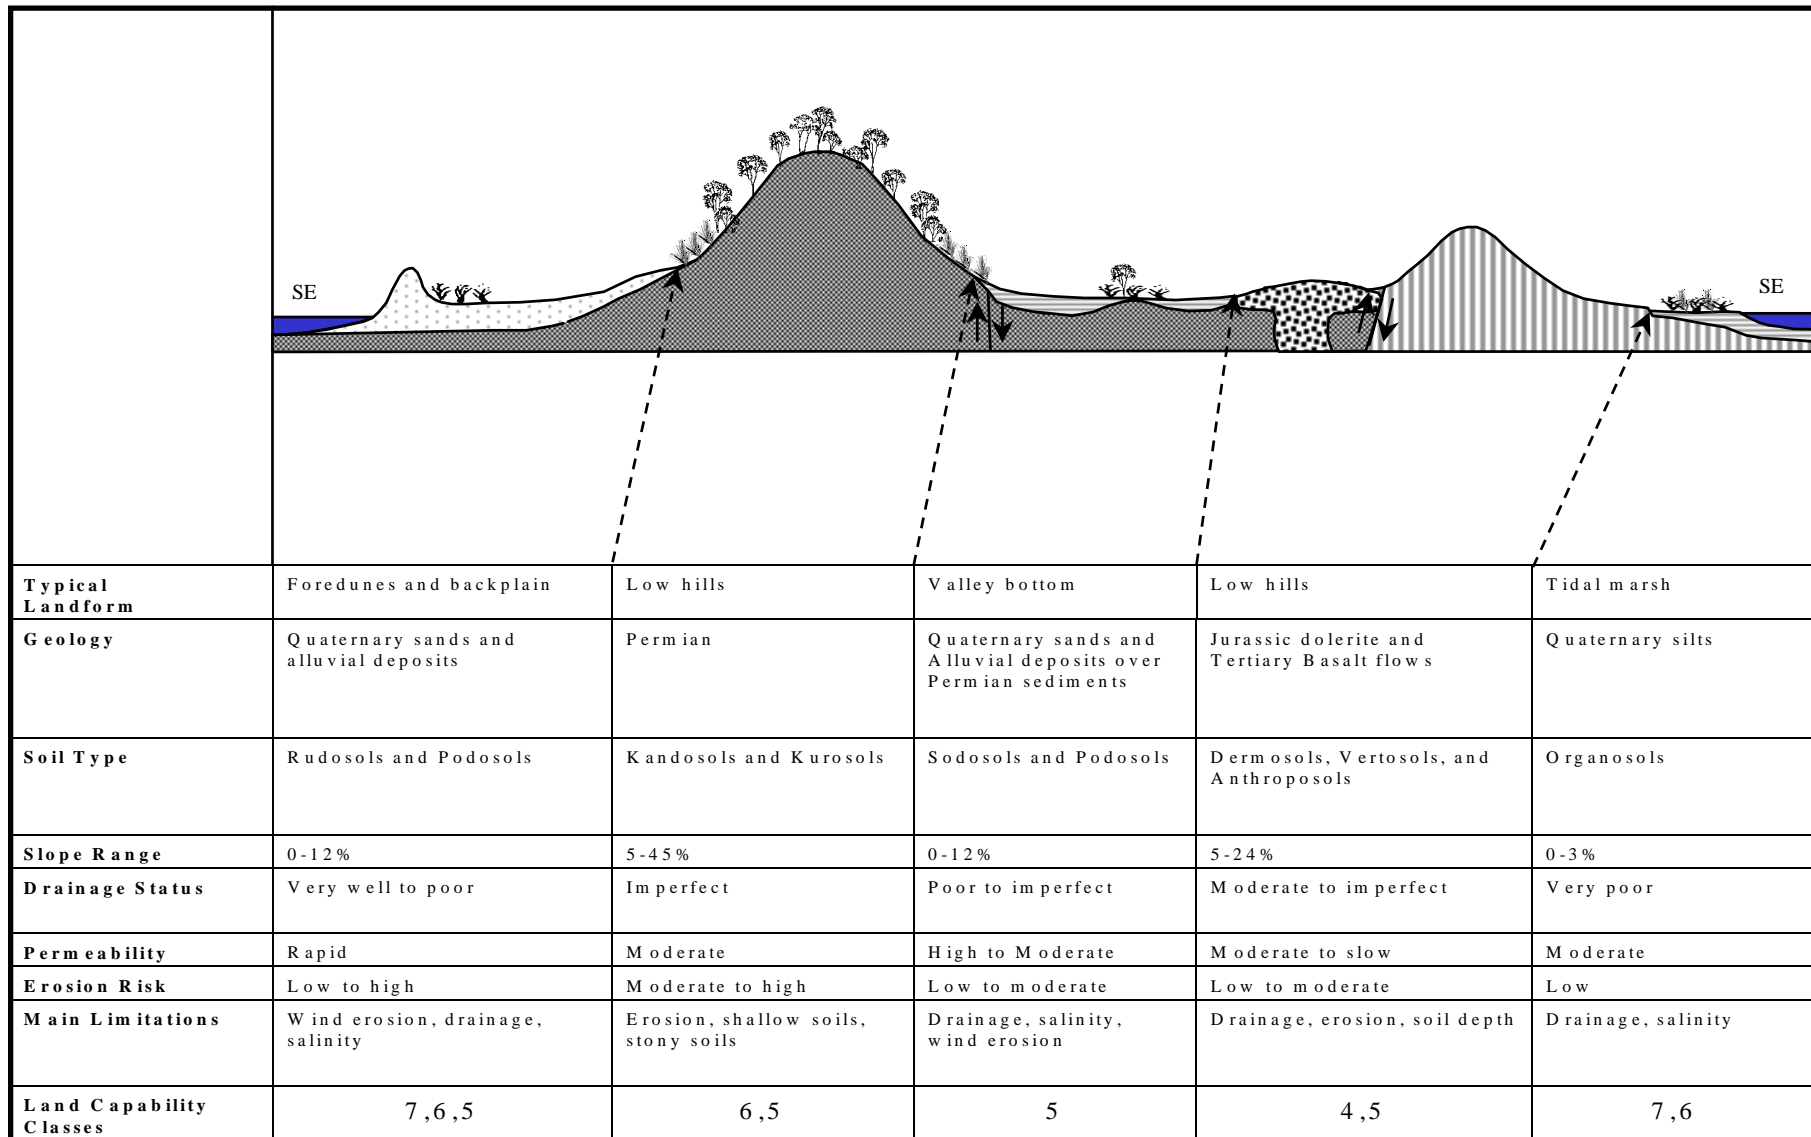 SE
SE
Typical Landform
Foredunes and backplain
Low hills
Valley bottom
Low hills
Tidal marsh
Geology
Quaternary sands and
alluvial deposits
Permian
Quaternary sands and
Alluvial deposits over
Permian sediments
Jurassic dolerite and
Tertiary Basalt flows
Quaternary silts
Soil Type
Rudosols and Podosols
Kandosols and Kurosols
Sodosols and Podosols
Dermosols, Vertosols, and
Anthroposols
Organosols
Slope Range
0-12%
5-45%
0-12%
5-24%
0-3%
Drainage Status
Very well to poor
Imperfect
Poor to imperfect
Moderate to imperfect
Very poor
Permeability
Rapid
Moderate
High to Moderate
Moderate to slow
Moderate
Erosion Risk
Low to high
Moderate to high
Low to moderate
Low to moderate
Low
Main Limitations
Wind erosion, drainage,
salinity
Erosion, shallow soils,
stony soils
Drainage, salinity,
wind erosion
Drainage, erosion, soil depth
Drainage, salinity
Land Capability
Classes
7,6,5
6,5
5
4,5
7,6